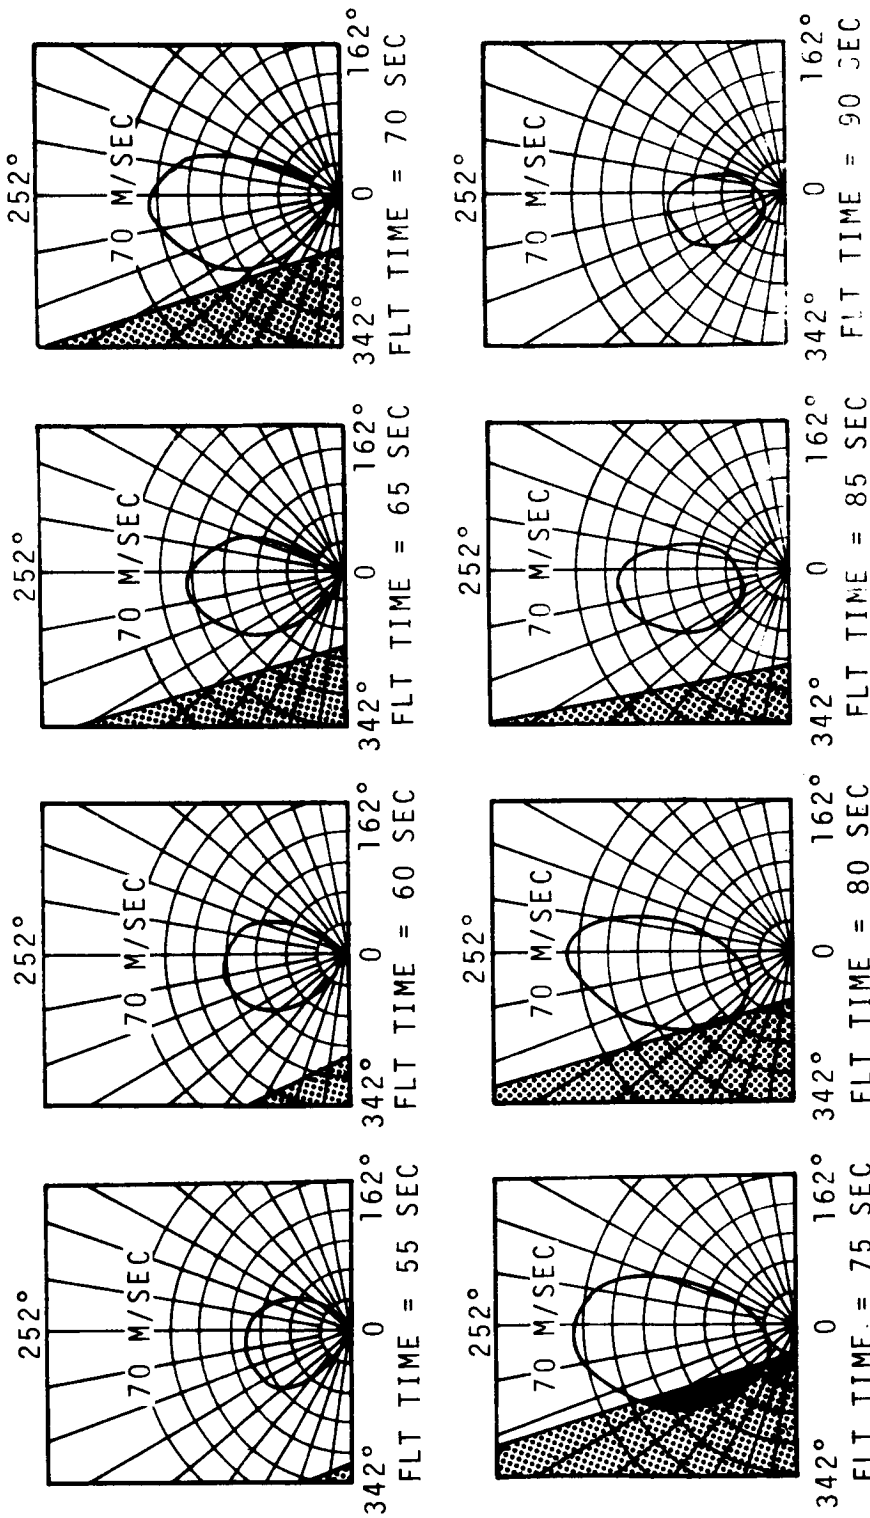 252°
70 M/SEC
342° 0 162°
FLT TIME = 70 SEC
252°
70 M/SEC
342° 0 162°
FLT TIME = 90 SEC
252°
70 M/SEC
342° 0 162°
FLT TIME = 65 SEC
252°
70 M/SEC
342° 0 162°
FLT TIME = 85 SEC
252°
70 M/SEC
342° 0 162°
FLT TIME = 60 SEC
252°
70 M/SEC
342° 0 162°
FLT TIME = 80 SEC
252°
70 M/SEC
342° 0 162°
FLT TIME = 55 SEC
252°
70 M/SEC
342° 0 162°
FLT TIME = 75 SEC